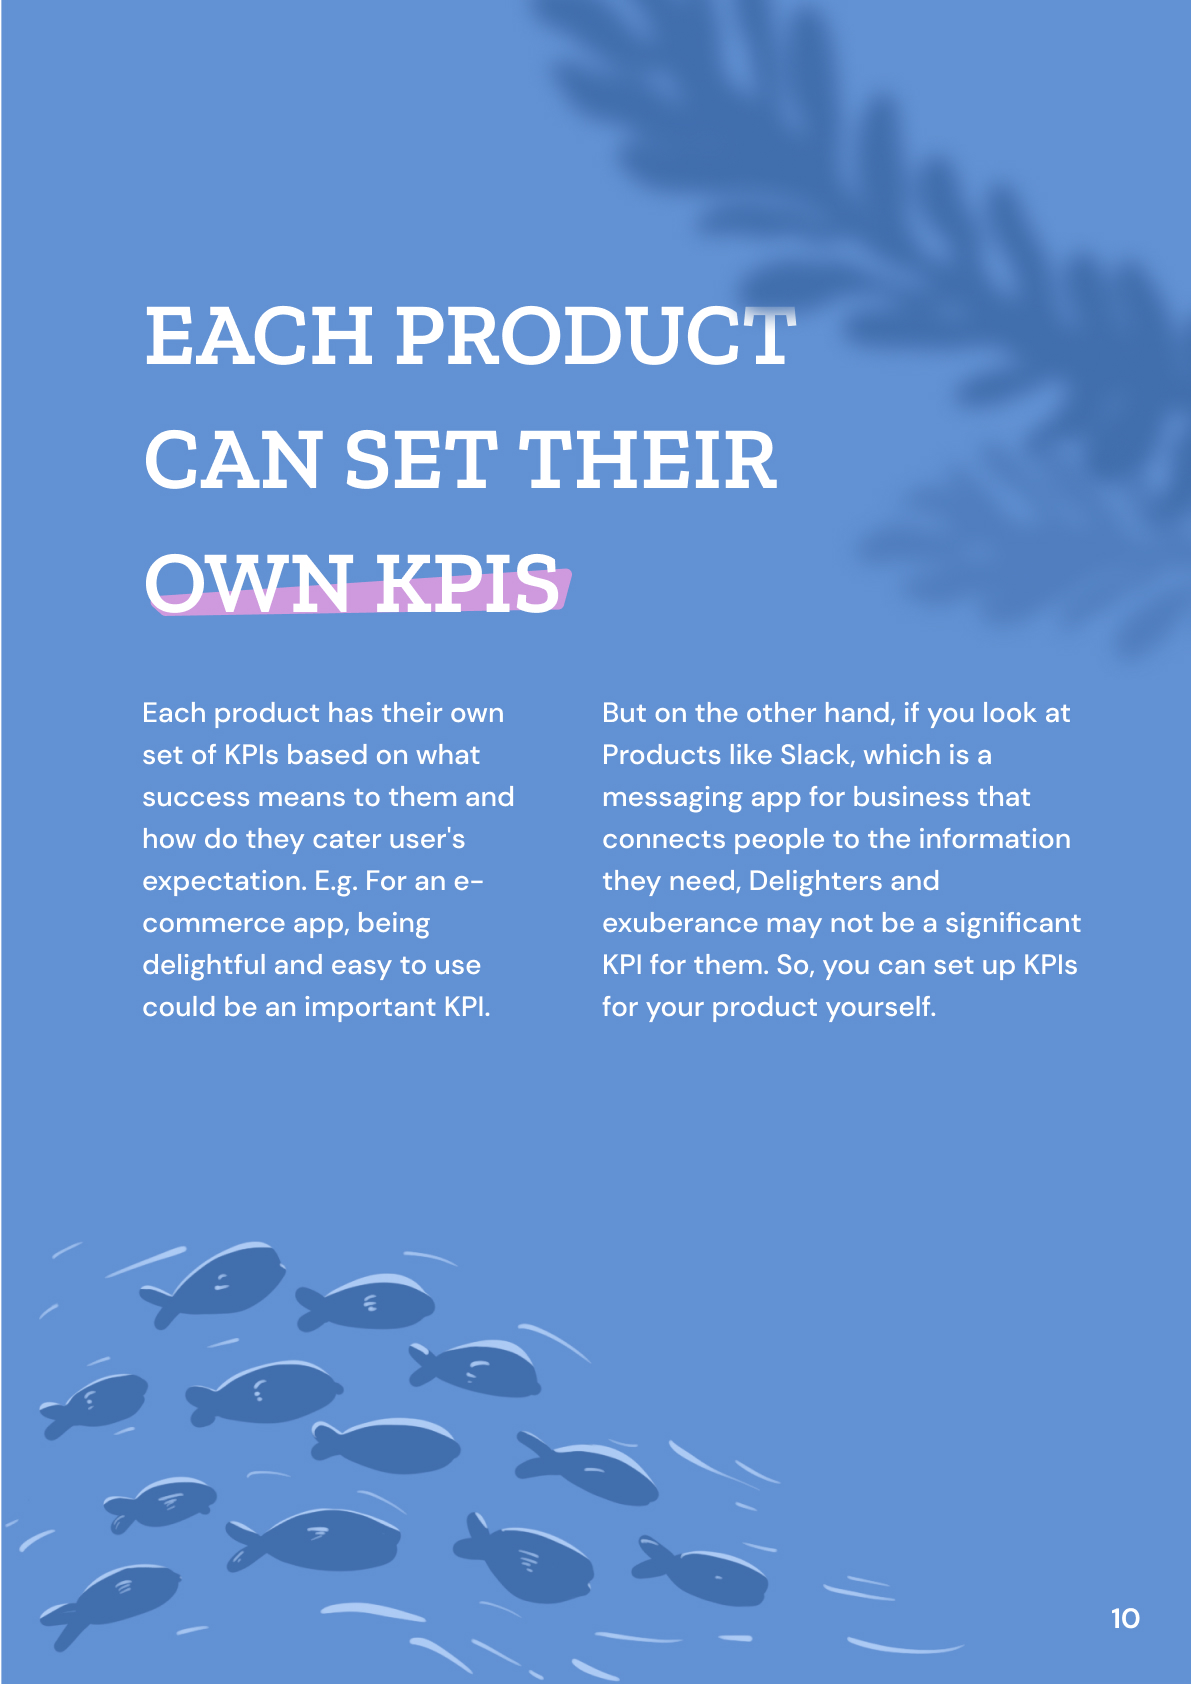 EACH PRODUCT
CAN SET THEIR
OWN KPIS
Each product has their own
set of KPIs based on what
success means to them and
how do they cater user's
expectation. E.g. For an e-
commerce app, being
delightful and easy to use
could be an important KPI.
But on the other hand, if you look at
Products like Slack, which is a
messaging app for business that
connects people to the information
they need, Delighters and
exuberance may not be a significant
KPI for them. So, you can set up KPIs
for your product yourself.
10